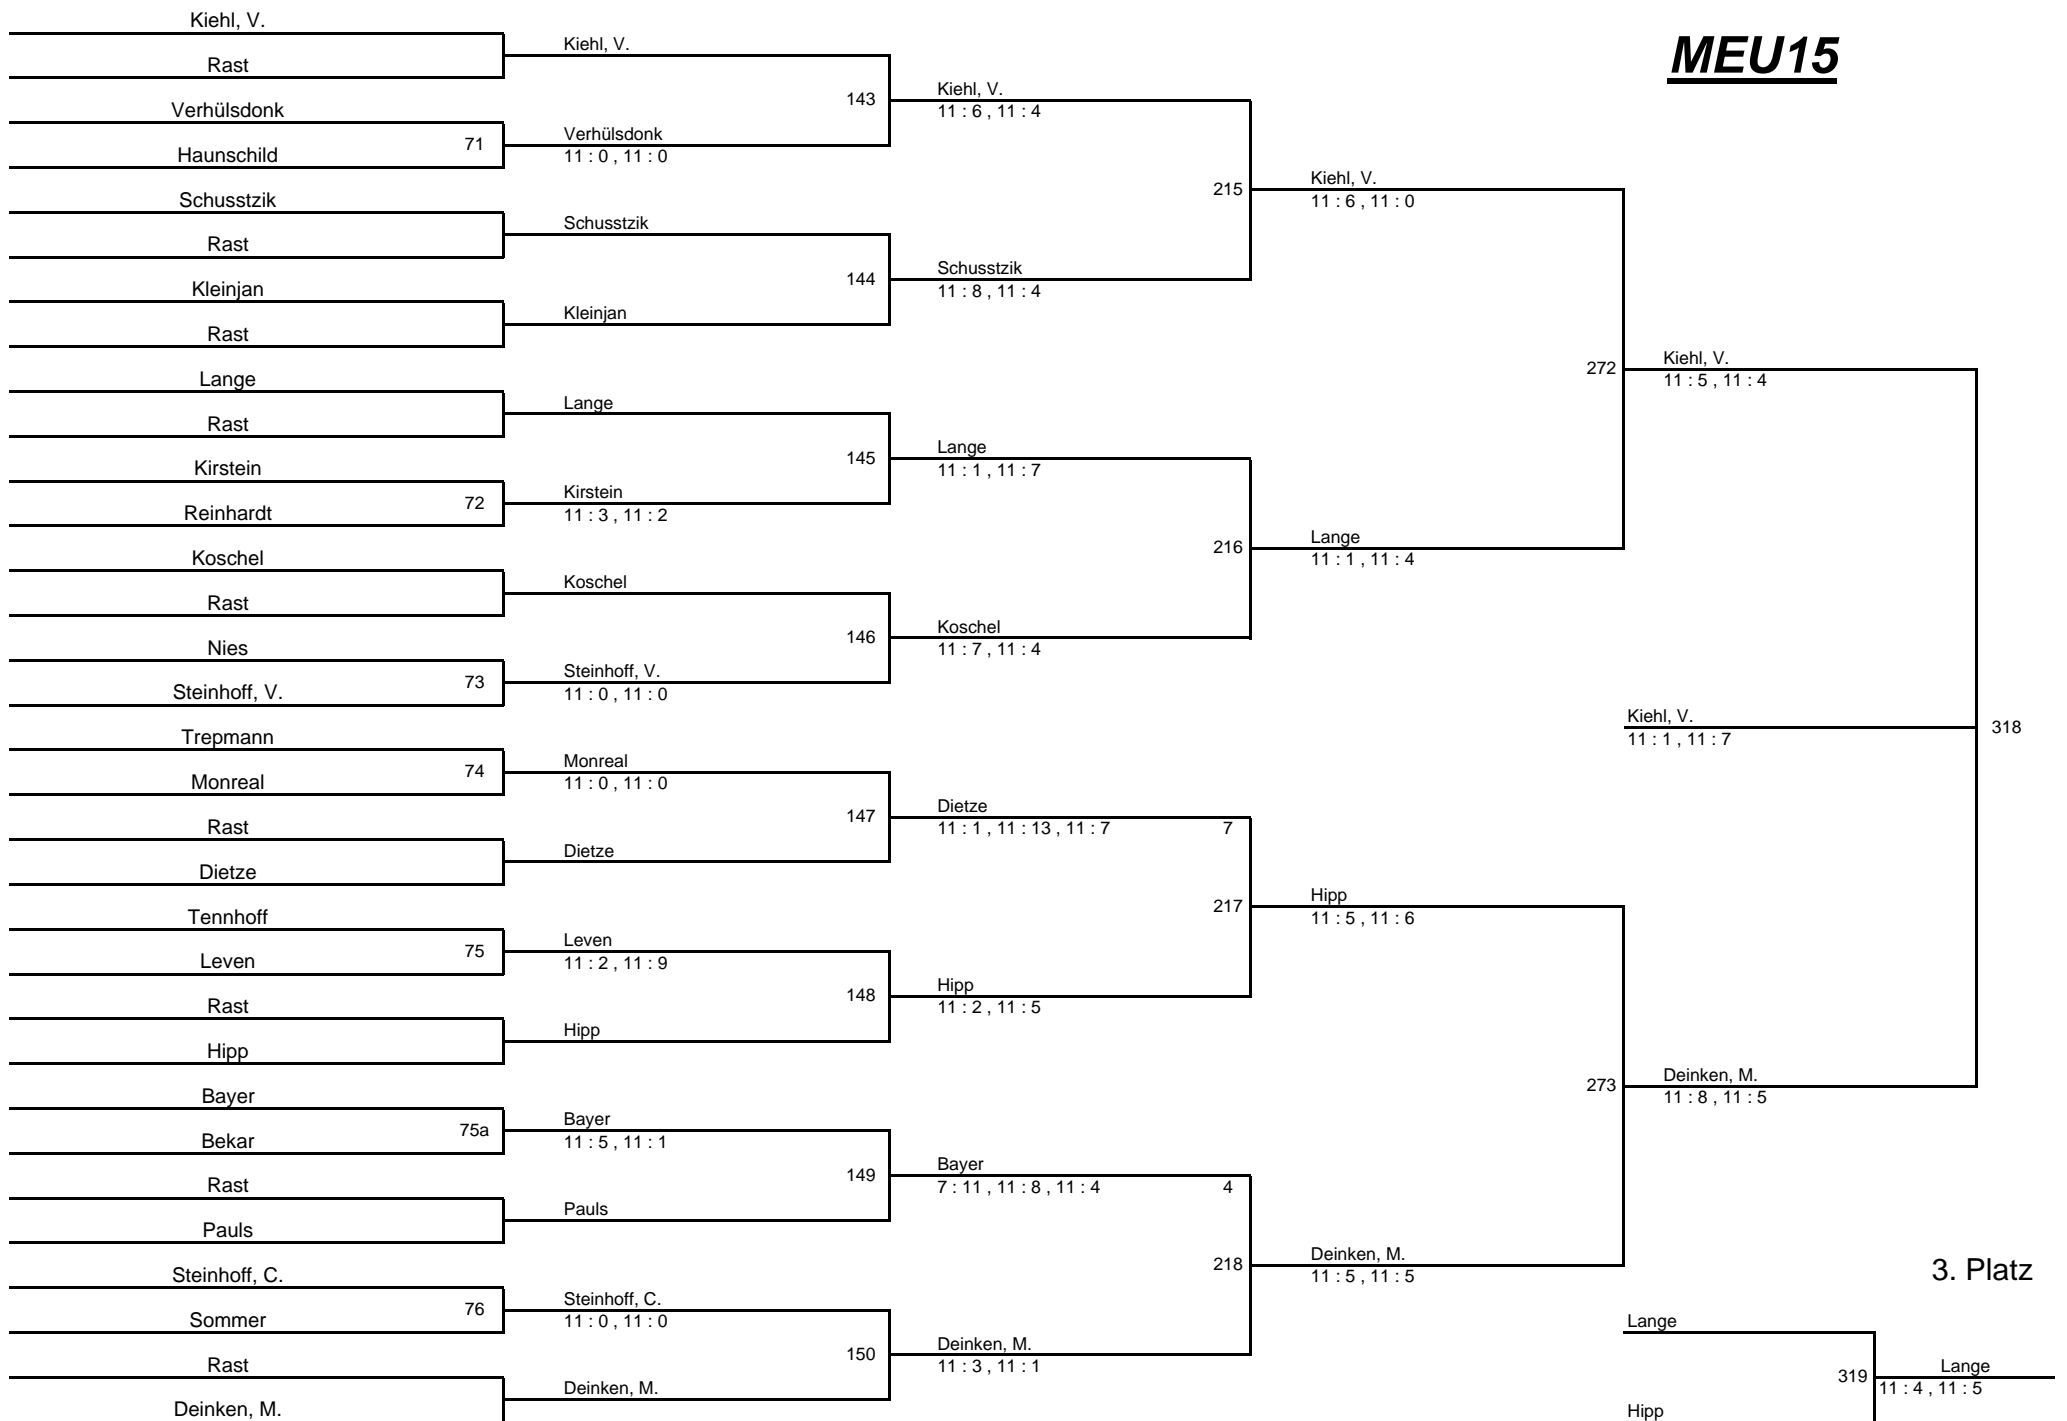 MEU15
Kiehl, V.
Rast
Verhülsdonk
Haunschild
71
Schusstzik
Rast
Kleinjan
Rast
Lange
Rast
Kirstein
Reinhardt
72
Koschel
Rast
Nies
Steinhoff, V.
73
Trepmann
Monreal
74
Rast
Dietze
Tennhoff
Leven
75
Rast
Hipp
Bayer
Bekar
75a
Rast
Pauls
Steinhoff, C.
Sommer
76
Rast
Deinken, M.
Kiehl, V.
143
Verhülsdonk
11 : 0 , 11 : 0
Schusstzik
144
Kleinjan
Lange
145
Kirstein
11 : 3 , 11 : 2
Koschel
146
Steinhoff, V.
11 : 0 , 11 : 0
Monreal
11 : 0 , 11 : 0
147
Dietze
Leven
11 : 2 , 11 : 9
148
Hipp
Bayer
11 : 5 , 11 : 1
149
Pauls
Steinhoff, C.
11 : 0 , 11 : 0
150
Deinken, M.
Kiehl, V.
11 : 6 , 11 : 4
215
Schusstzik
11 : 8 , 11 : 4
Lange
11 : 1 , 11 : 7
216
Koschel
11 : 7 , 11 : 4
Dietze
11 : 1 , 11 : 13 , 11 : 7 7
217
Hipp
11 : 2 , 11 : 5
Bayer
7 : 11 , 11 : 8 , 11 : 4 4
218
Deinken, M.
11 : 3 , 11 : 1
Kiehl, V.
11 : 6 , 11 : 0
272
Lange
11 : 1 , 11 : 4
Hipp
11 : 5 , 11 : 6
273
Deinken, M.
11 : 5 , 11 : 5
Kiehl, V.
11 : 5 , 11 : 4
Kiehl, V.
11 : 1 , 11 : 7
318
Deinken, M.
11 : 8 , 11 : 5
3. Platz
Lange
319
Lange
11 : 4 , 11 : 5
Hipp